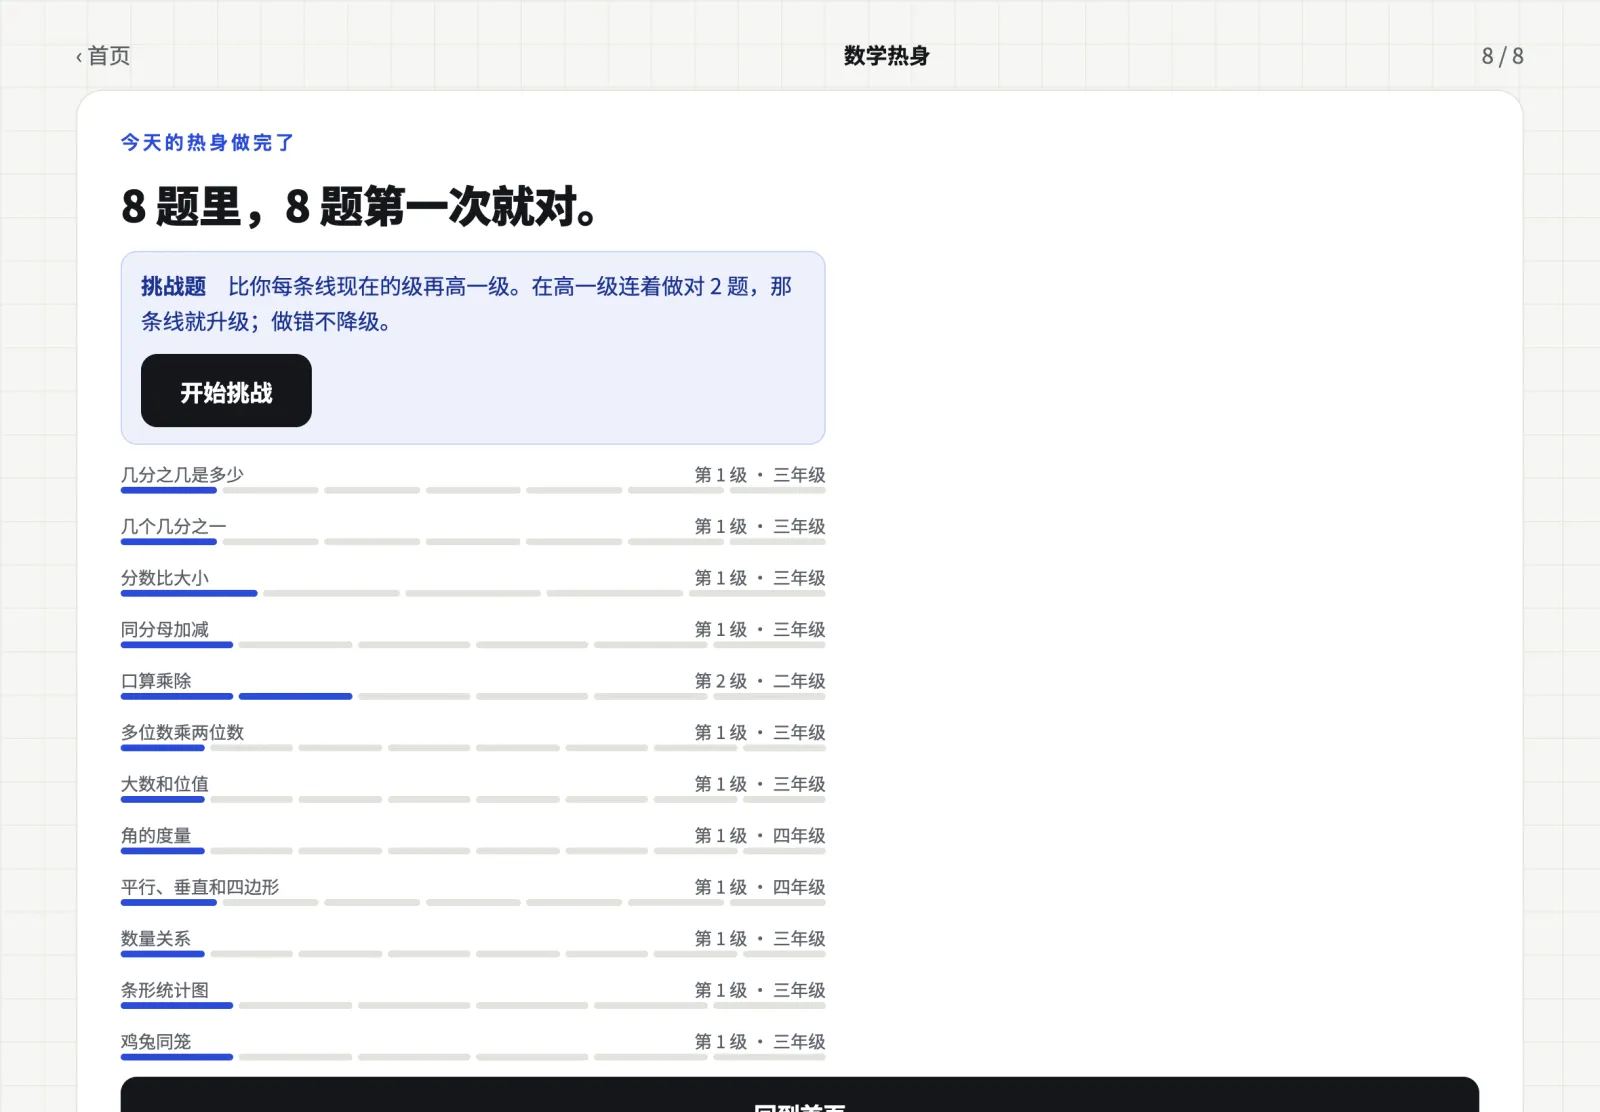 ‹ 首页
数学热身
8 / 8
今天的热身做完了
8 题里，8 题第一次就对。
挑战题 比你每条线现在的级再高一级。在高一级连着做对 2 题，那
条线就升级；做错不降级。
开始挑战
几分之几是多少 第 1 级 · 三年级
几个几分之一 第 1 级 · 三年级
分数比大小 第 1 级 · 三年级
同分母加减 第 1 级 · 三年级
口算乘除 第 2 级 · 二年级
多位数乘两位数 第 1 级 · 三年级
大数和位值 第 1 级 · 三年级
角的度量 第 1 级 · 四年级
平行、垂直和四边形 第 1 级 · 四年级
数量关系 第 1 级 · 三年级
条形统计图 第 1 级 · 三年级
鸡兔同笼 第 1 级 · 三年级
回到首页